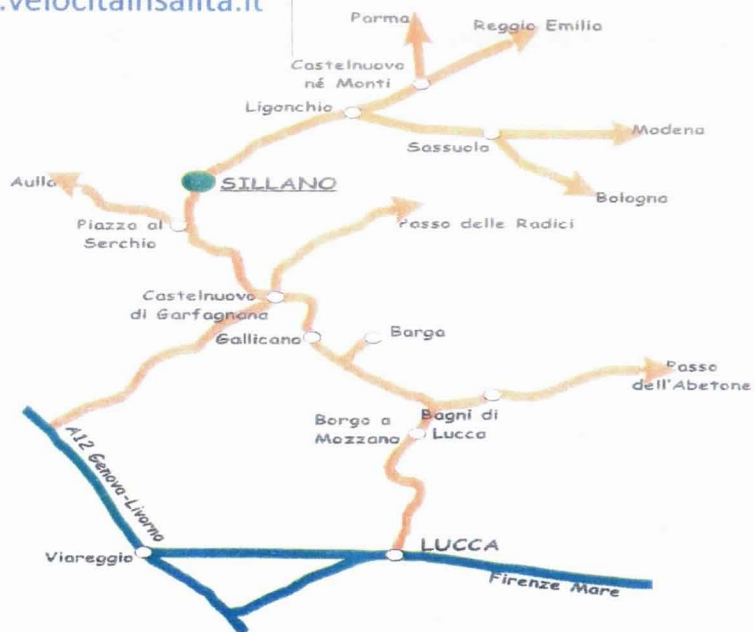 .velocitainsalita.it
Parma
Reggio Emilia
Castelnuovo
né Monti
Ligonchio
Sassuolo
Modena
Bologna
SILLANO
Aulla
Piazza al
Serchio
Passo delle Radici
Castelnuovo
di Garfagnana
Gallicano
Barga
Passo
dell'Abetone
Borgo a
Mozzano
Bagni di
Lucca
A12 Genova-Livorno
Viareggio
LUCCA
Firenze Mare